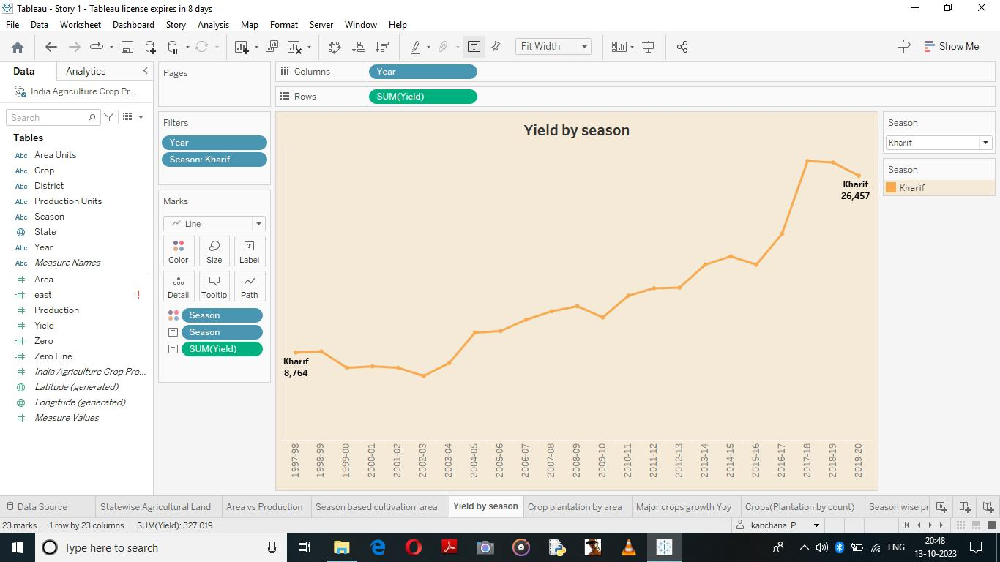 Tableau - Story 1 - Tableau license expires in 8 days
File Data Worksheet Dashboard Story Analysis Map Format Server Window Help
Fit Width
Show Me
Data Analytics
India Agriculture Crop Pr...
Search
Tables
Abc Area Units
Abc Crop
Abc District
Abc Production Units
Abc Season
State
Abc Year
Abc Measure Names
# Area
=# east !
# Production
# Yield
=# Zero
=# Zero Line
# India Agriculture Crop Pro...
Latitude (generated)
Longitude (generated)
# Measure Values
Pages
Filters
Year
Season: Kharif
Marks
Line
Color Size Label
Detail Tooltip Path
Season
Season
SUM(Yield)
Columns Year
Rows SUM(Yield)
Yield by season
Kharif
26,457
Kharif
8,764
1997-98
1998-99
1999-00
2000-01
2001-02
2002-03
2003-04
2004-05
2005-06
2006-07
2007-08
2008-09
2009-10
2010-11
2011-12
2012-13
2013-14
2014-15
2015-16
2016-17
2017-18
2018-19
2019-20
Season
Kharif
Season
Kharif
Data Source Statewise Agricultural Land Area vs Production Season based cultivation area Yield by season Crop plantation by area Major crops growth Yoy Crops(Plantation by count) Season wise pr
23 marks 1 row by 23 columns SUM(Yield): 327,019 kanchana .P
Type here to search
ENG
20:48
13-10-2023